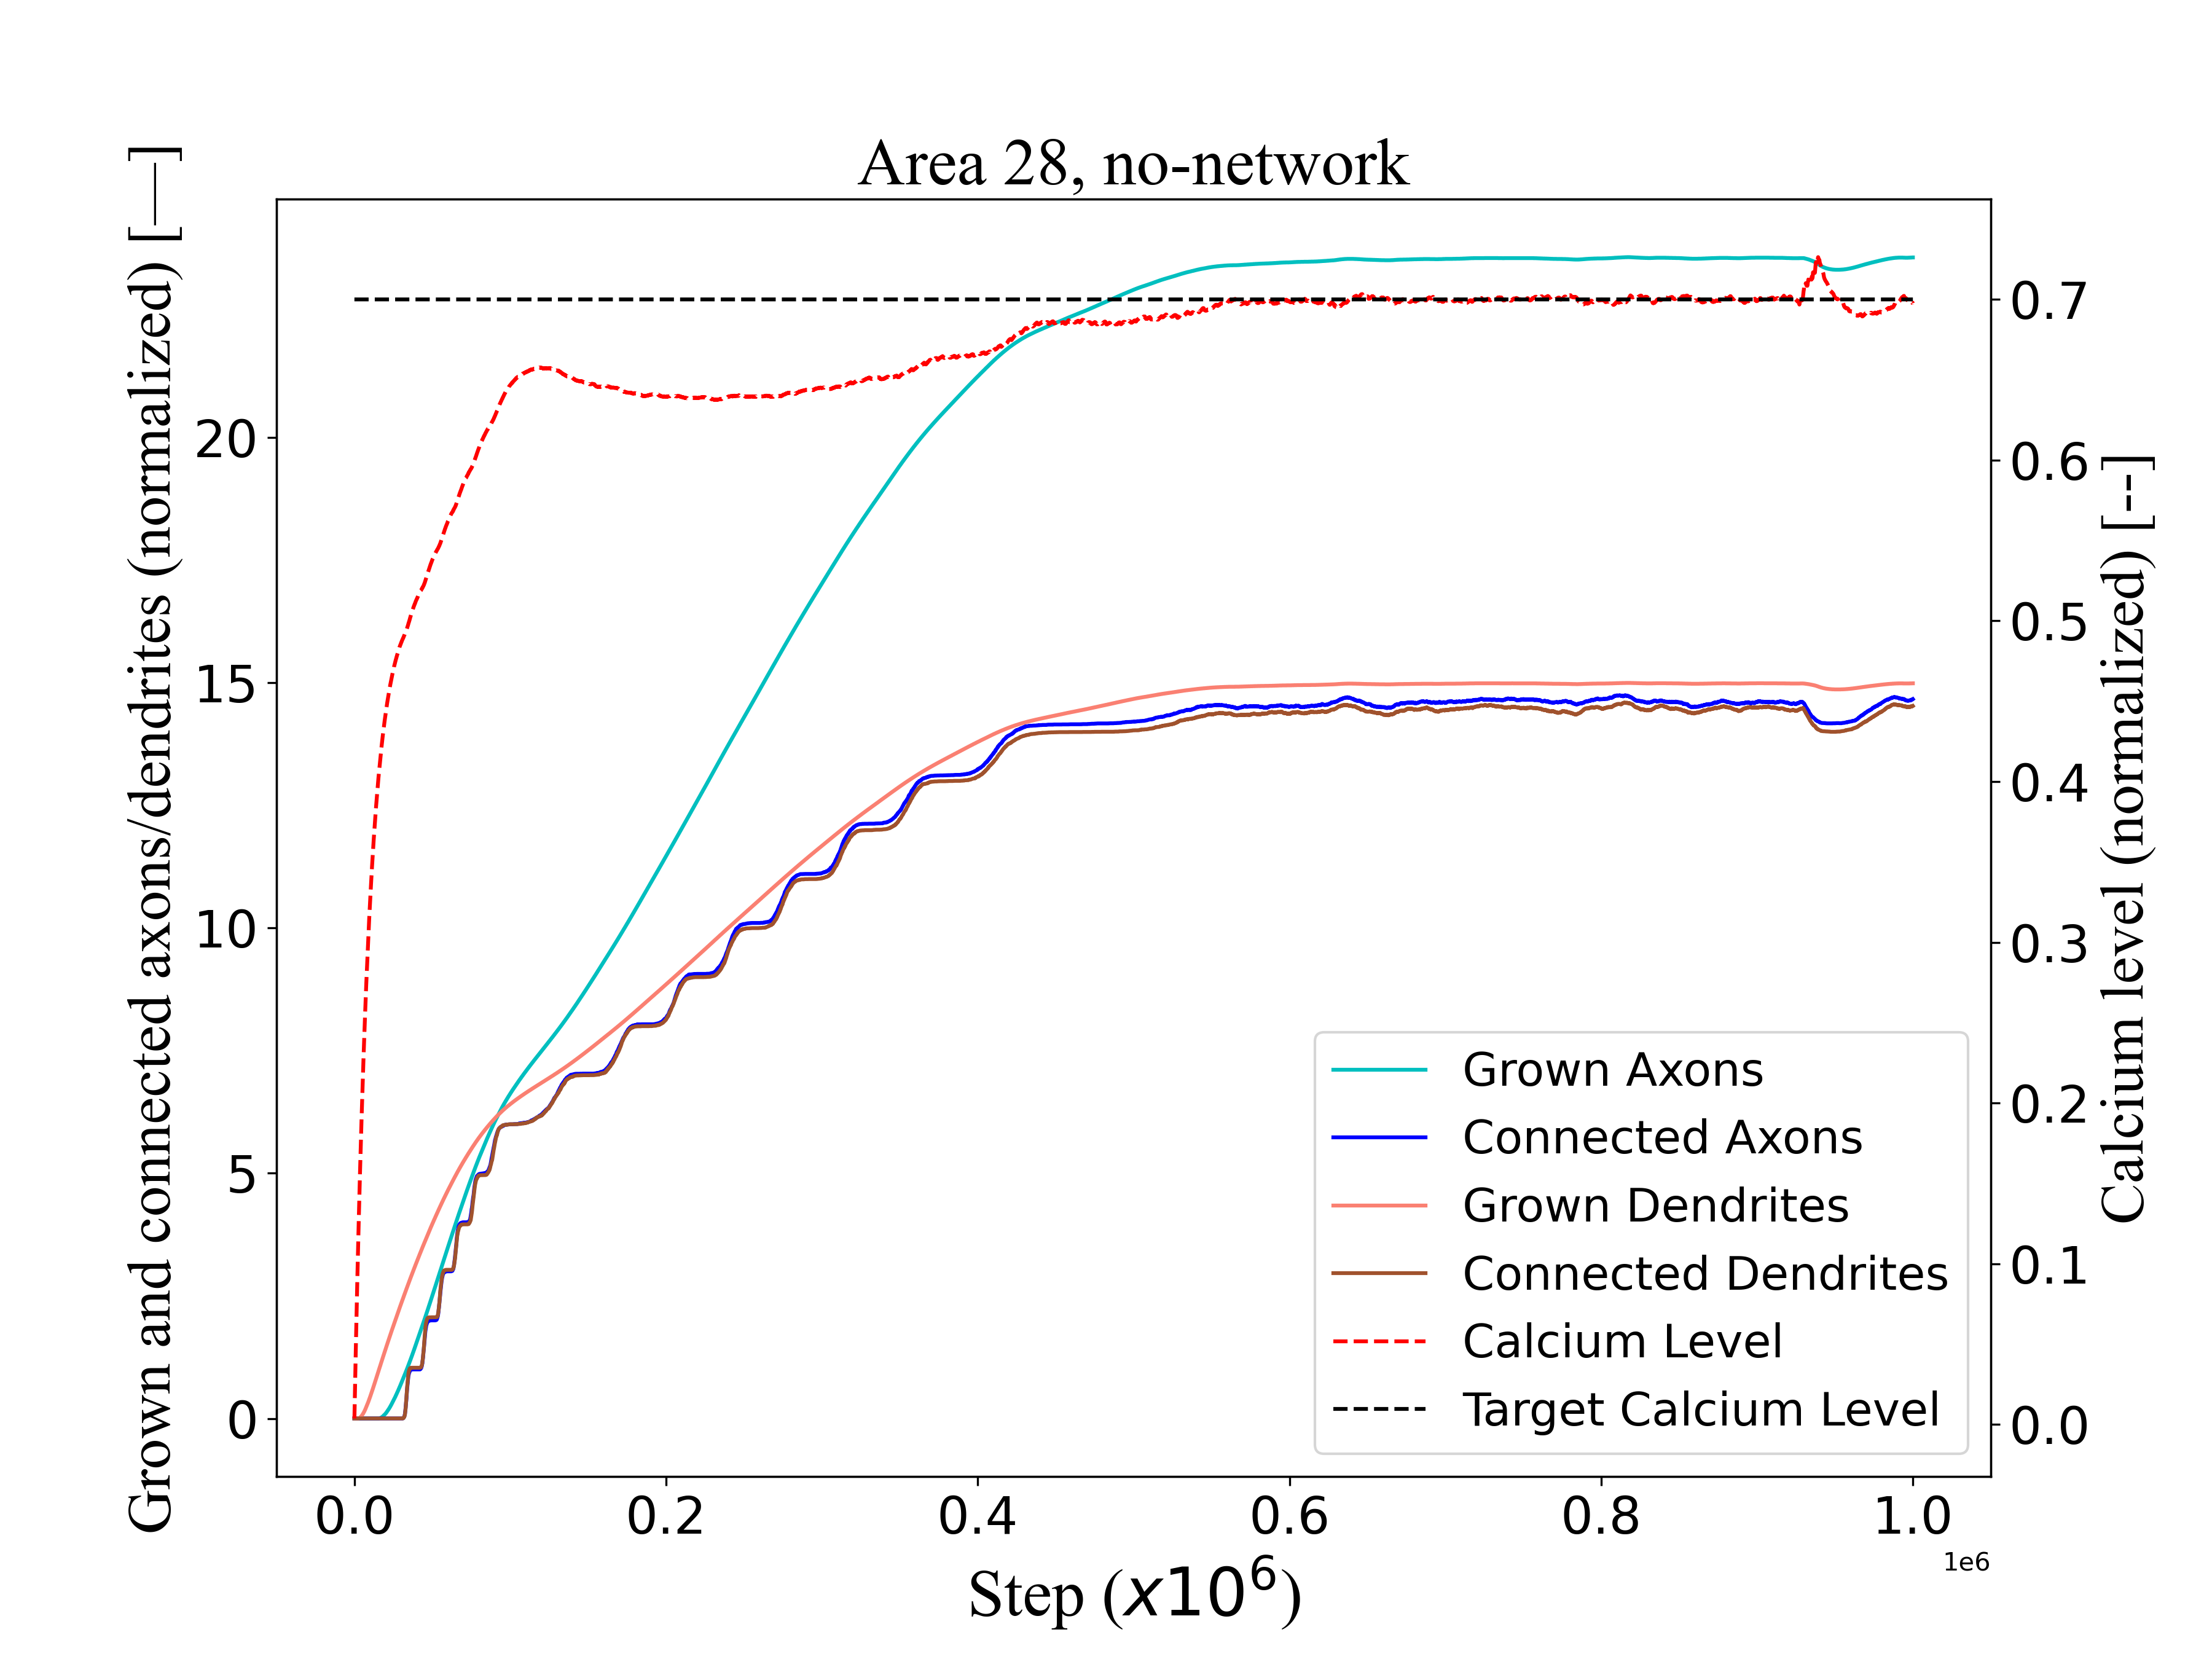 Area 28, no-network
Grown and connected axons/dendrites (normalized) [—]
20
15
10
5
0
0.7
0.6
0.5
0.4
0.3
0.2
0.1
0.0
Calcium level (normalized) [--]
Grown Axons
Connected Axons
Grown Dendrites
Connected Dendrites
Calcium Level
Target Calcium Level
0.0 0.2 0.4 0.6 0.8 1.0
1e6
Step (x10⁶)